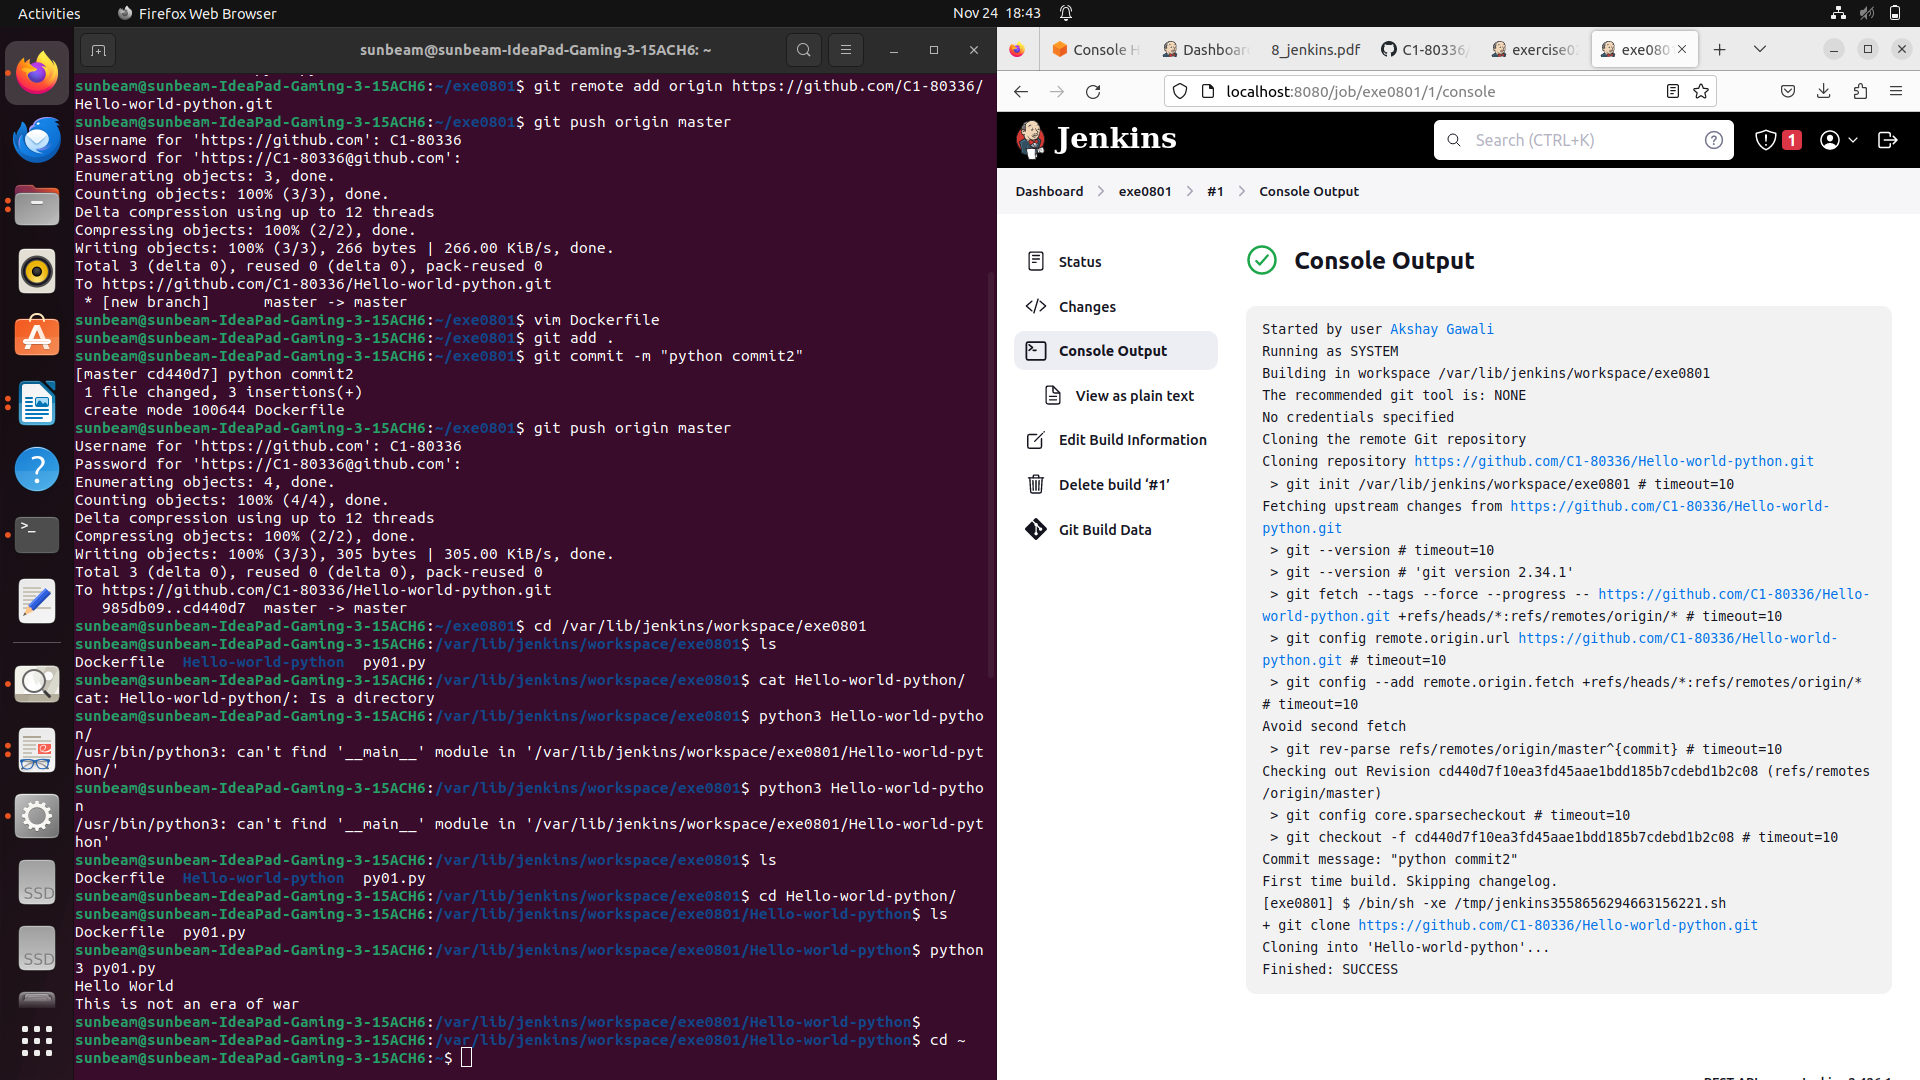 Activities
Firefox Web Browser
Nov 24 18:43
sunbeam@sunbeam-IdeaPad-Gaming-3-15ACH6: ~
sunbeam@sunbeam-IdeaPad-Gaming-3-15ACH6:~/exe0801$ git remote add origin https://github.com/C1-80336/
Hello-world-python.git
sunbeam@sunbeam-IdeaPad-Gaming-3-15ACH6:~/exe0801$ git push origin master
Username for 'https://github.com': C1-80336
Password for 'https://C1-80336@github.com':
Enumerating objects: 3, done.
Counting objects: 100% (3/3), done.
Delta compression using up to 12 threads
Compressing objects: 100% (2/2), done.
Writing objects: 100% (3/3), 266 bytes | 266.00 KiB/s, done.
Total 3 (delta 0), reused 0 (delta 0), pack-reused 0
To https://github.com/C1-80336/Hello-world-python.git
* [new branch]      master -> master
sunbeam@sunbeam-IdeaPad-Gaming-3-15ACH6:~/exe0801$ vim Dockerfile
sunbeam@sunbeam-IdeaPad-Gaming-3-15ACH6:~/exe0801$ git add .
sunbeam@sunbeam-IdeaPad-Gaming-3-15ACH6:~/exe0801$ git commit -m "python commit2"
[master cd440d7] python commit2
1 file changed, 3 insertions(+)
create mode 100644 Dockerfile
sunbeam@sunbeam-IdeaPad-Gaming-3-15ACH6:~/exe0801$ git push origin master
Username for 'https://github.com': C1-80336
Password for 'https://C1-80336@github.com':
Enumerating objects: 4, done.
Counting objects: 100% (4/4), done.
Delta compression using up to 12 threads
Compressing objects: 100% (2/2), done.
Writing objects: 100% (3/3), 305 bytes | 305.00 KiB/s, done.
Total 3 (delta 0), reused 0 (delta 0), pack-reused 0
To https://github.com/C1-80336/Hello-world-python.git
985db09..cd440d7  master -> master
sunbeam@sunbeam-IdeaPad-Gaming-3-15ACH6:~/exe0801$ cd /var/lib/jenkins/workspace/exe0801
sunbeam@sunbeam-IdeaPad-Gaming-3-15ACH6:/var/lib/jenkins/workspace/exe0801$ ls
Dockerfile  Hello-world-python  py01.py
sunbeam@sunbeam-IdeaPad-Gaming-3-15ACH6:/var/lib/jenkins/workspace/exe0801$ cat Hello-world-python/
cat: Hello-world-python/: Is a directory
sunbeam@sunbeam-IdeaPad-Gaming-3-15ACH6:/var/lib/jenkins/workspace/exe0801$ python3 Hello-world-pytho
n/
/usr/bin/python3: can't find '__main__' module in '/var/lib/jenkins/workspace/exe0801/Hello-world-pyt
hon/'
sunbeam@sunbeam-IdeaPad-Gaming-3-15ACH6:/var/lib/jenkins/workspace/exe0801$ python3 Hello-world-pytho
n
/usr/bin/python3: can't find '__main__' module in '/var/lib/jenkins/workspace/exe0801/Hello-world-pyt
hon'
sunbeam@sunbeam-IdeaPad-Gaming-3-15ACH6:/var/lib/jenkins/workspace/exe0801$ ls
Dockerfile  Hello-world-python  py01.py
sunbeam@sunbeam-IdeaPad-Gaming-3-15ACH6:/var/lib/jenkins/workspace/exe0801$ cd Hello-world-python/
sunbeam@sunbeam-IdeaPad-Gaming-3-15ACH6:/var/lib/jenkins/workspace/exe0801/Hello-world-python$ ls
Dockerfile  py01.py
sunbeam@sunbeam-IdeaPad-Gaming-3-15ACH6:/var/lib/jenkins/workspace/exe0801/Hello-world-python$ python
3 py01.py
Hello World
This is not an era of war
sunbeam@sunbeam-IdeaPad-Gaming-3-15ACH6:/var/lib/jenkins/workspace/exe0801/Hello-world-python$
sunbeam@sunbeam-IdeaPad-Gaming-3-15ACH6:/var/lib/jenkins/workspace/exe0801/Hello-world-python$ cd ~
sunbeam@sunbeam-IdeaPad-Gaming-3-15ACH6:~$
SSD
SSD
Console H
Dashboar
8_jenkins.pdf
C1-80336/
exercise0
exe080
localhost:8080/job/exe0801/1/console
Jenkins
Search (CTRL+K)
1
Dashboard
exe0801
#1
Console Output
Status
Changes
Console Output
View as plain text
Edit Build Information
Delete build ‘#1’
Git Build Data
Console Output
Started by user Akshay Gawali
Running as SYSTEM
Building in workspace /var/lib/jenkins/workspace/exe0801
The recommended git tool is: NONE
No credentials specified
Cloning the remote Git repository
Cloning repository https://github.com/C1-80336/Hello-world-python.git
> git init /var/lib/jenkins/workspace/exe0801 # timeout=10
Fetching upstream changes from https://github.com/C1-80336/Hello-world-
python.git
> git --version # timeout=10
> git --version # 'git version 2.34.1'
> git fetch --tags --force --progress -- https://github.com/C1-80336/Hello-
world-python.git +refs/heads/*:refs/remotes/origin/* # timeout=10
> git config remote.origin.url https://github.com/C1-80336/Hello-world-
python.git # timeout=10
> git config --add remote.origin.fetch +refs/heads/*:refs/remotes/origin/*
# timeout=10
Avoid second fetch
> git rev-parse refs/remotes/origin/master^{commit} # timeout=10
Checking out Revision cd440d7f10ea3fd45aae1bdd185b7cdebd1b2c08 (refs/remotes
/origin/master)
> git config core.sparsecheckout # timeout=10
> git checkout -f cd440d7f10ea3fd45aae1bdd185b7cdebd1b2c08 # timeout=10
Commit message: "python commit2"
First time build. Skipping changelog.
[exe0801] $ /bin/sh -xe /tmp/jenkins3558656294663156221.sh
+ git clone https://github.com/C1-80336/Hello-world-python.git
Cloning into 'Hello-world-python'...
Finished: SUCCESS